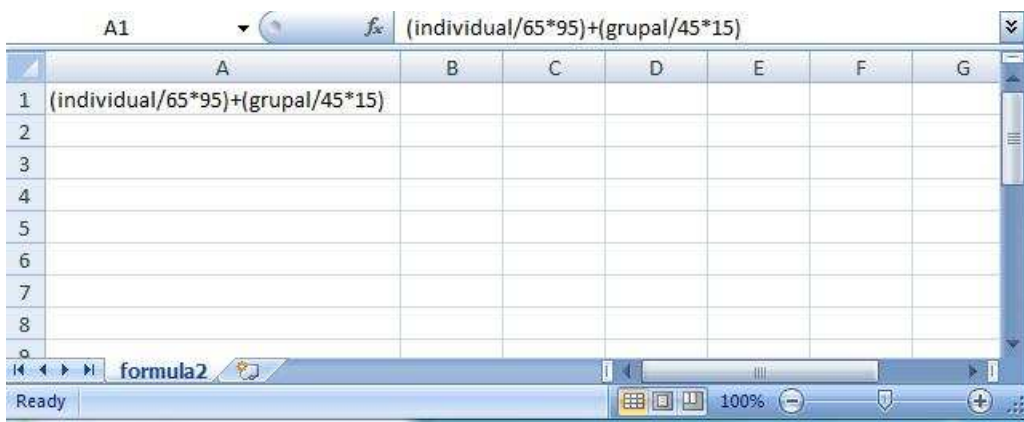 A1 fx (individual/65*95)+(grupal/45*15)
A B C D E F G
1 (individual/65*95)+(grupal/45*15)
2
3
4
5
6
7
8
9
formula2
Ready 100%